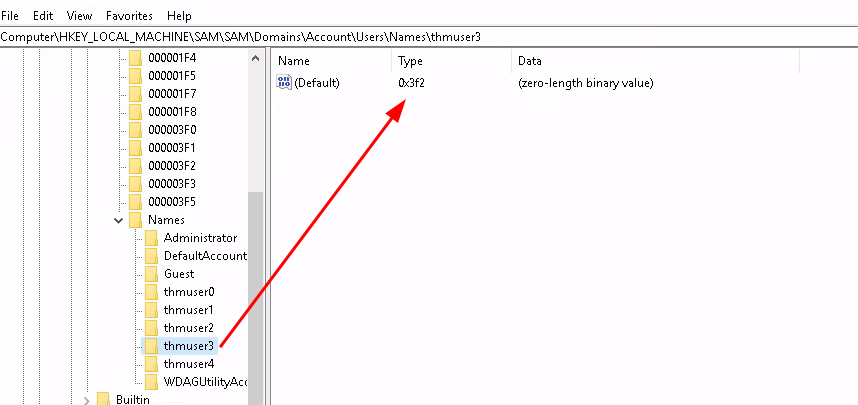 File Edit View Favorites Help
Computer\HKEY_LOCAL_MACHINE\SAM\SAM\Domains\Account\Users\Names\thmuser3
000001F4
000001F5
000001F7
000001F8
000003F0
000003F1
000003F2
000003F3
000003F5
Names
Administrator
DefaultAccount
Guest
thmuser0
thmuser1
thmuser2
thmuser3
thmuser4
WDAGUtilityAcc
Builtin
Name Type Data
(Default) 0x3f2 (zero-length binary value)